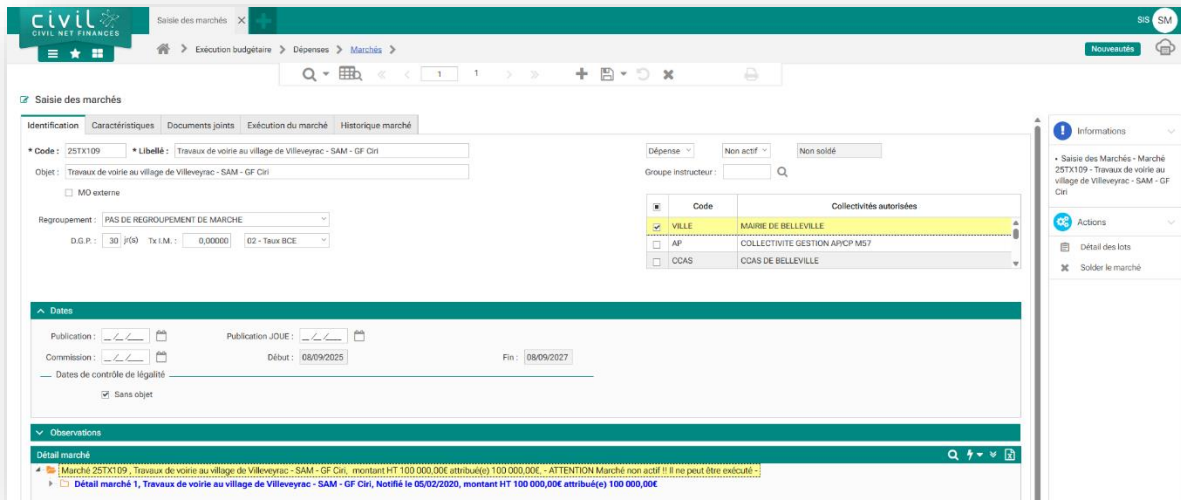 civil
CIVIL NET FINANCES
Saisie des marchés
SIS SM
Exécution budgétaire > Dépenses > Marchés >
Nouveautés
1 1
Saisie des marchés
Identification Caractéristiques Documents joints Exécution du marché Historique marché
* Code : 25TX109 * Libellé : Travaux de voirie au village de Villeveyrac - SAM - GF Ciri
Dépense Non actif Non soldé
Objet : Travaux de voirie au village de Villeveyrac - SAM - GF Ciri
Groupe instructeur :
MO externe
Regroupement : PAS DE REGROUPEMENT DE MARCHE
D.G.P. : 30 jr(s) Tx I.M. : 0,00000 02 - Taux BCE
Code Collectivités autorisées
VILLE MAIRIE DE BELLEVILLE
AP COLLECTIVITE GESTION AP/CP M57
CCAS CCAS DE BELLEVILLE
Informations
• Saisie des Marchés - Marché
25TX109 - Travaux de voirie au
village de Villeveyrac - SAM - GF
Ciri
Actions
Détail des lots
Solder le marché
Dates
Publication : __/__/__ Publication JOUE : __/__/__
Commission : __/__/__ Début : 08/09/2025 Fin : 08/09/2027
Dates de contrôle de légalité
Sans objet
Observations
Détail marché
Marché 25TX109 , Travaux de voirie au village de Villeveyrac - SAM - GF Ciri, montant HT 100 000,00€ attribué(e) 100 000,00€, - ATTENTION Marché non actif !! Il ne peut être exécuté -
Détail marché 1, Travaux de voirie au village de Villeveyrac - SAM - GF Ciri, Notifié le 05/02/2020, montant HT 100 000,00€ attribué(e) 100 000,00€